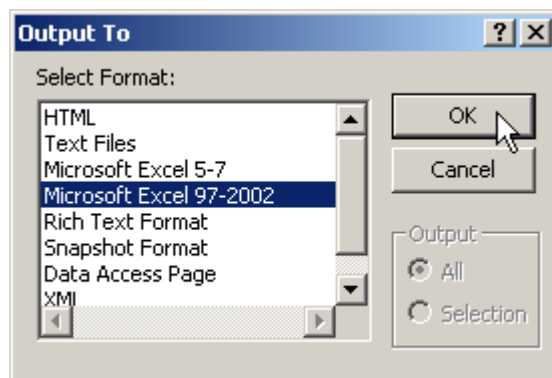 Output To
Select Format:
HTML
Text Files
Microsoft Excel 5-7
Microsoft Excel 97-2002
Rich Text Format
Snapshot Format
Data Access Page
XML
OK
Cancel
Output
All
Selection